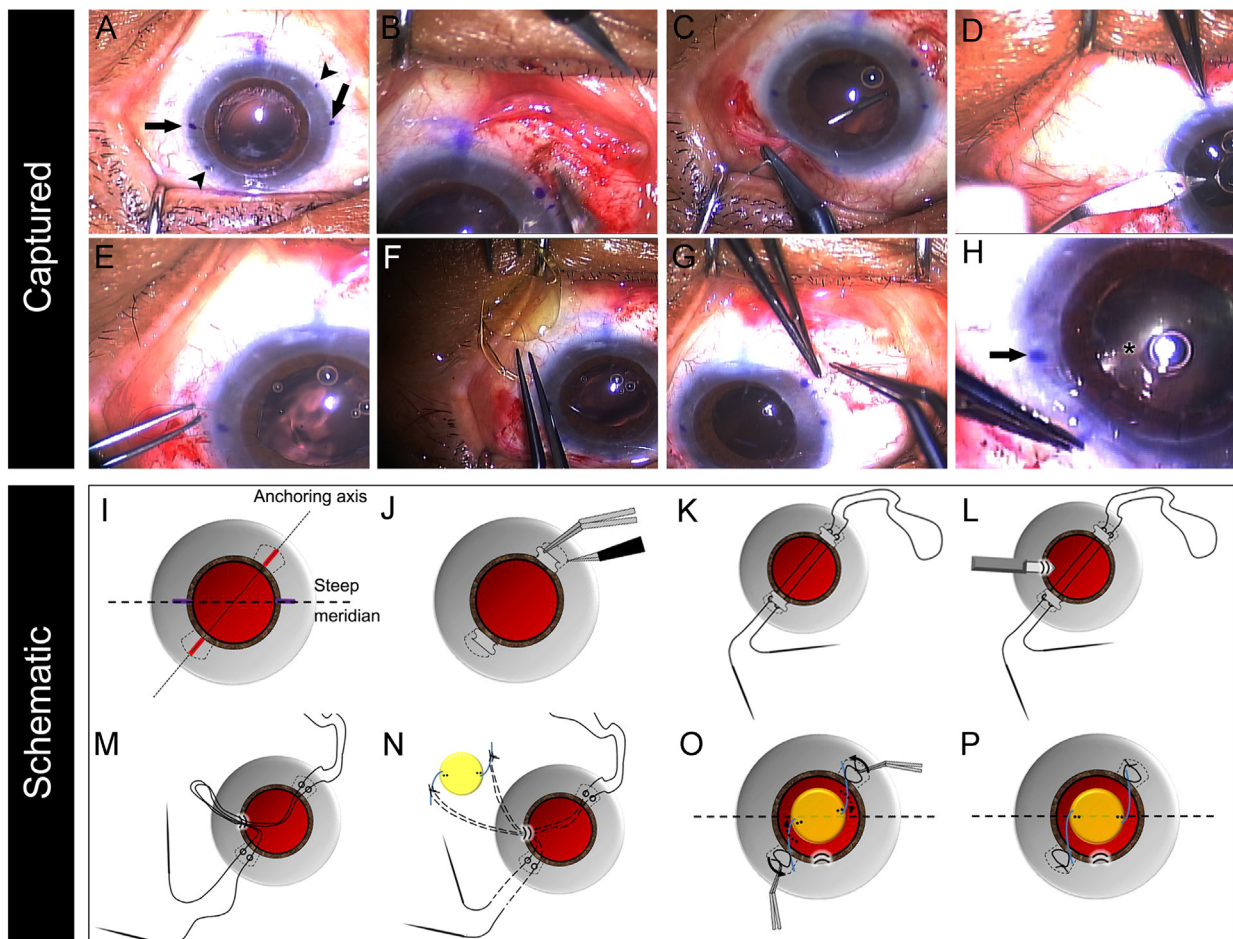 Captured
A
B
C
D
E
F
G
H
*
Schematic
I
Anchoring axis
Steep
meridian
J
K
L
M
N
O
P